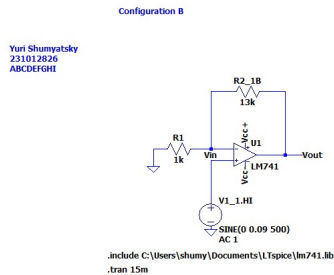 Configuration B
Yuri Shumyatsky
231012826
ABCDEFGHI
R2_1B
13k
R1
1k
Vcc+
U1
Vin
Vout
Vcc-
LM741
V1_1.HI
SINE(0 0.09 500)
AC 1
.include C:\Users\shumy\Documents\LTspice\lm741.lib
.tran 15m